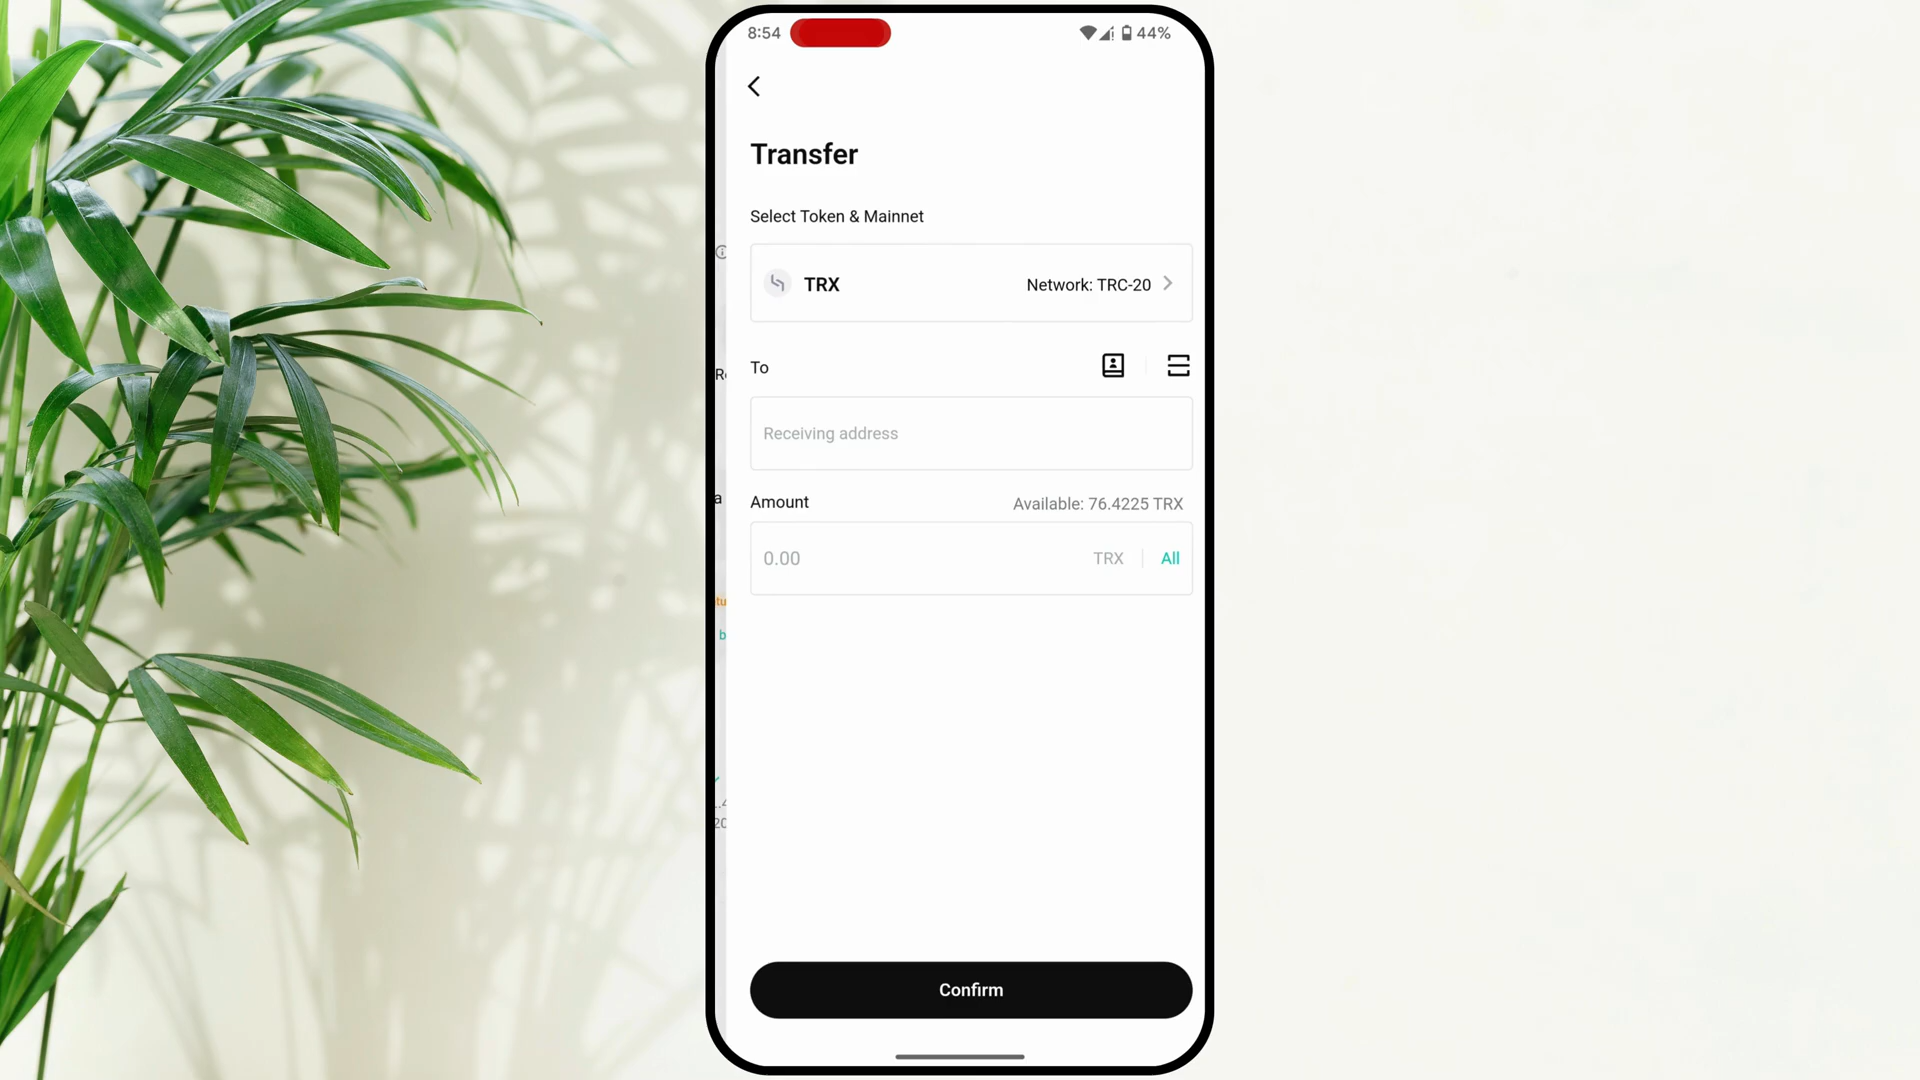 8:54
44%
Transfer
Select Token & Mainnet
TRX
Network: TRC-20
To
Receiving address
Amount
Available: 76.4225 TRX
0.00
TRX
All
Confirm